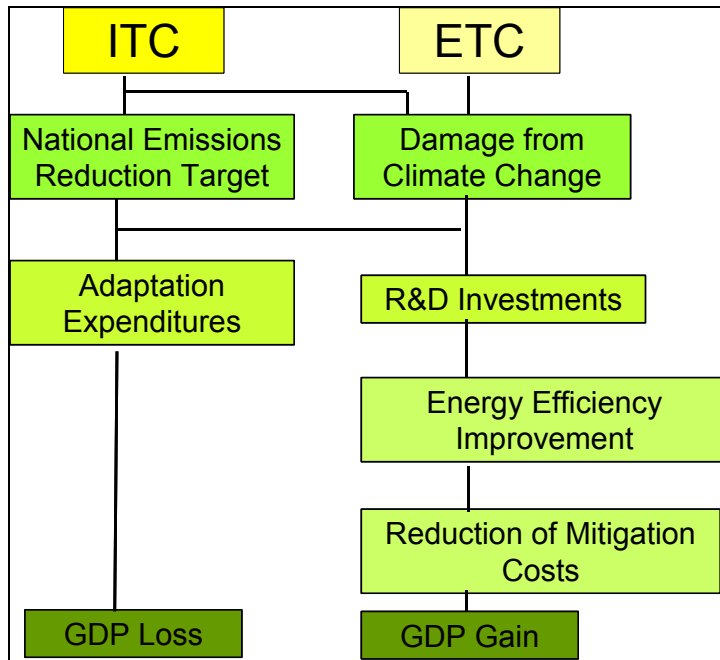 ITC
ETC
National Emissions
Reduction Target
Damage from
Climate Change
Adaptation
Expenditures
R&D Investments
Energy Efficiency
Improvement
Reduction of Mitigation
Costs
GDP Loss
GDP Gain